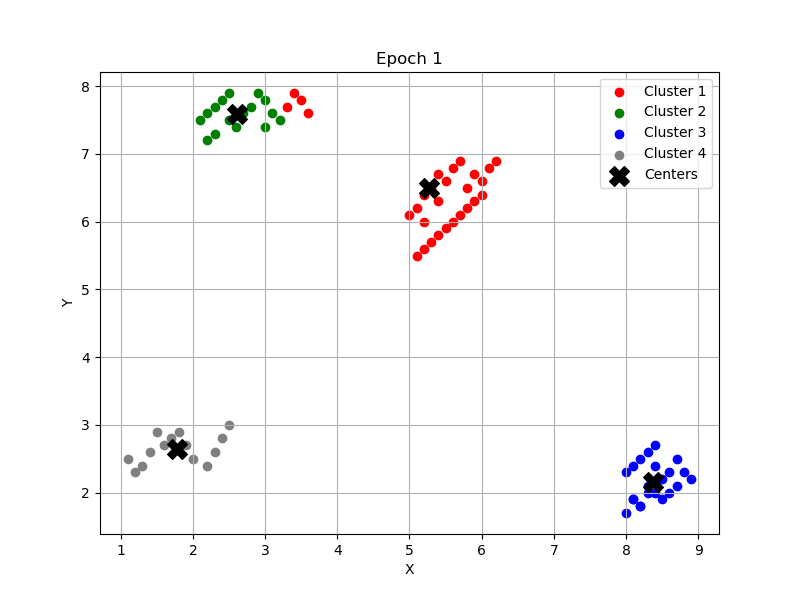 Epoch 1
8
7
6
5
4
3
2
Y
1 2 3 4 5 6 7 8 9
X
Cluster 1
Cluster 2
Cluster 3
Cluster 4
Centers